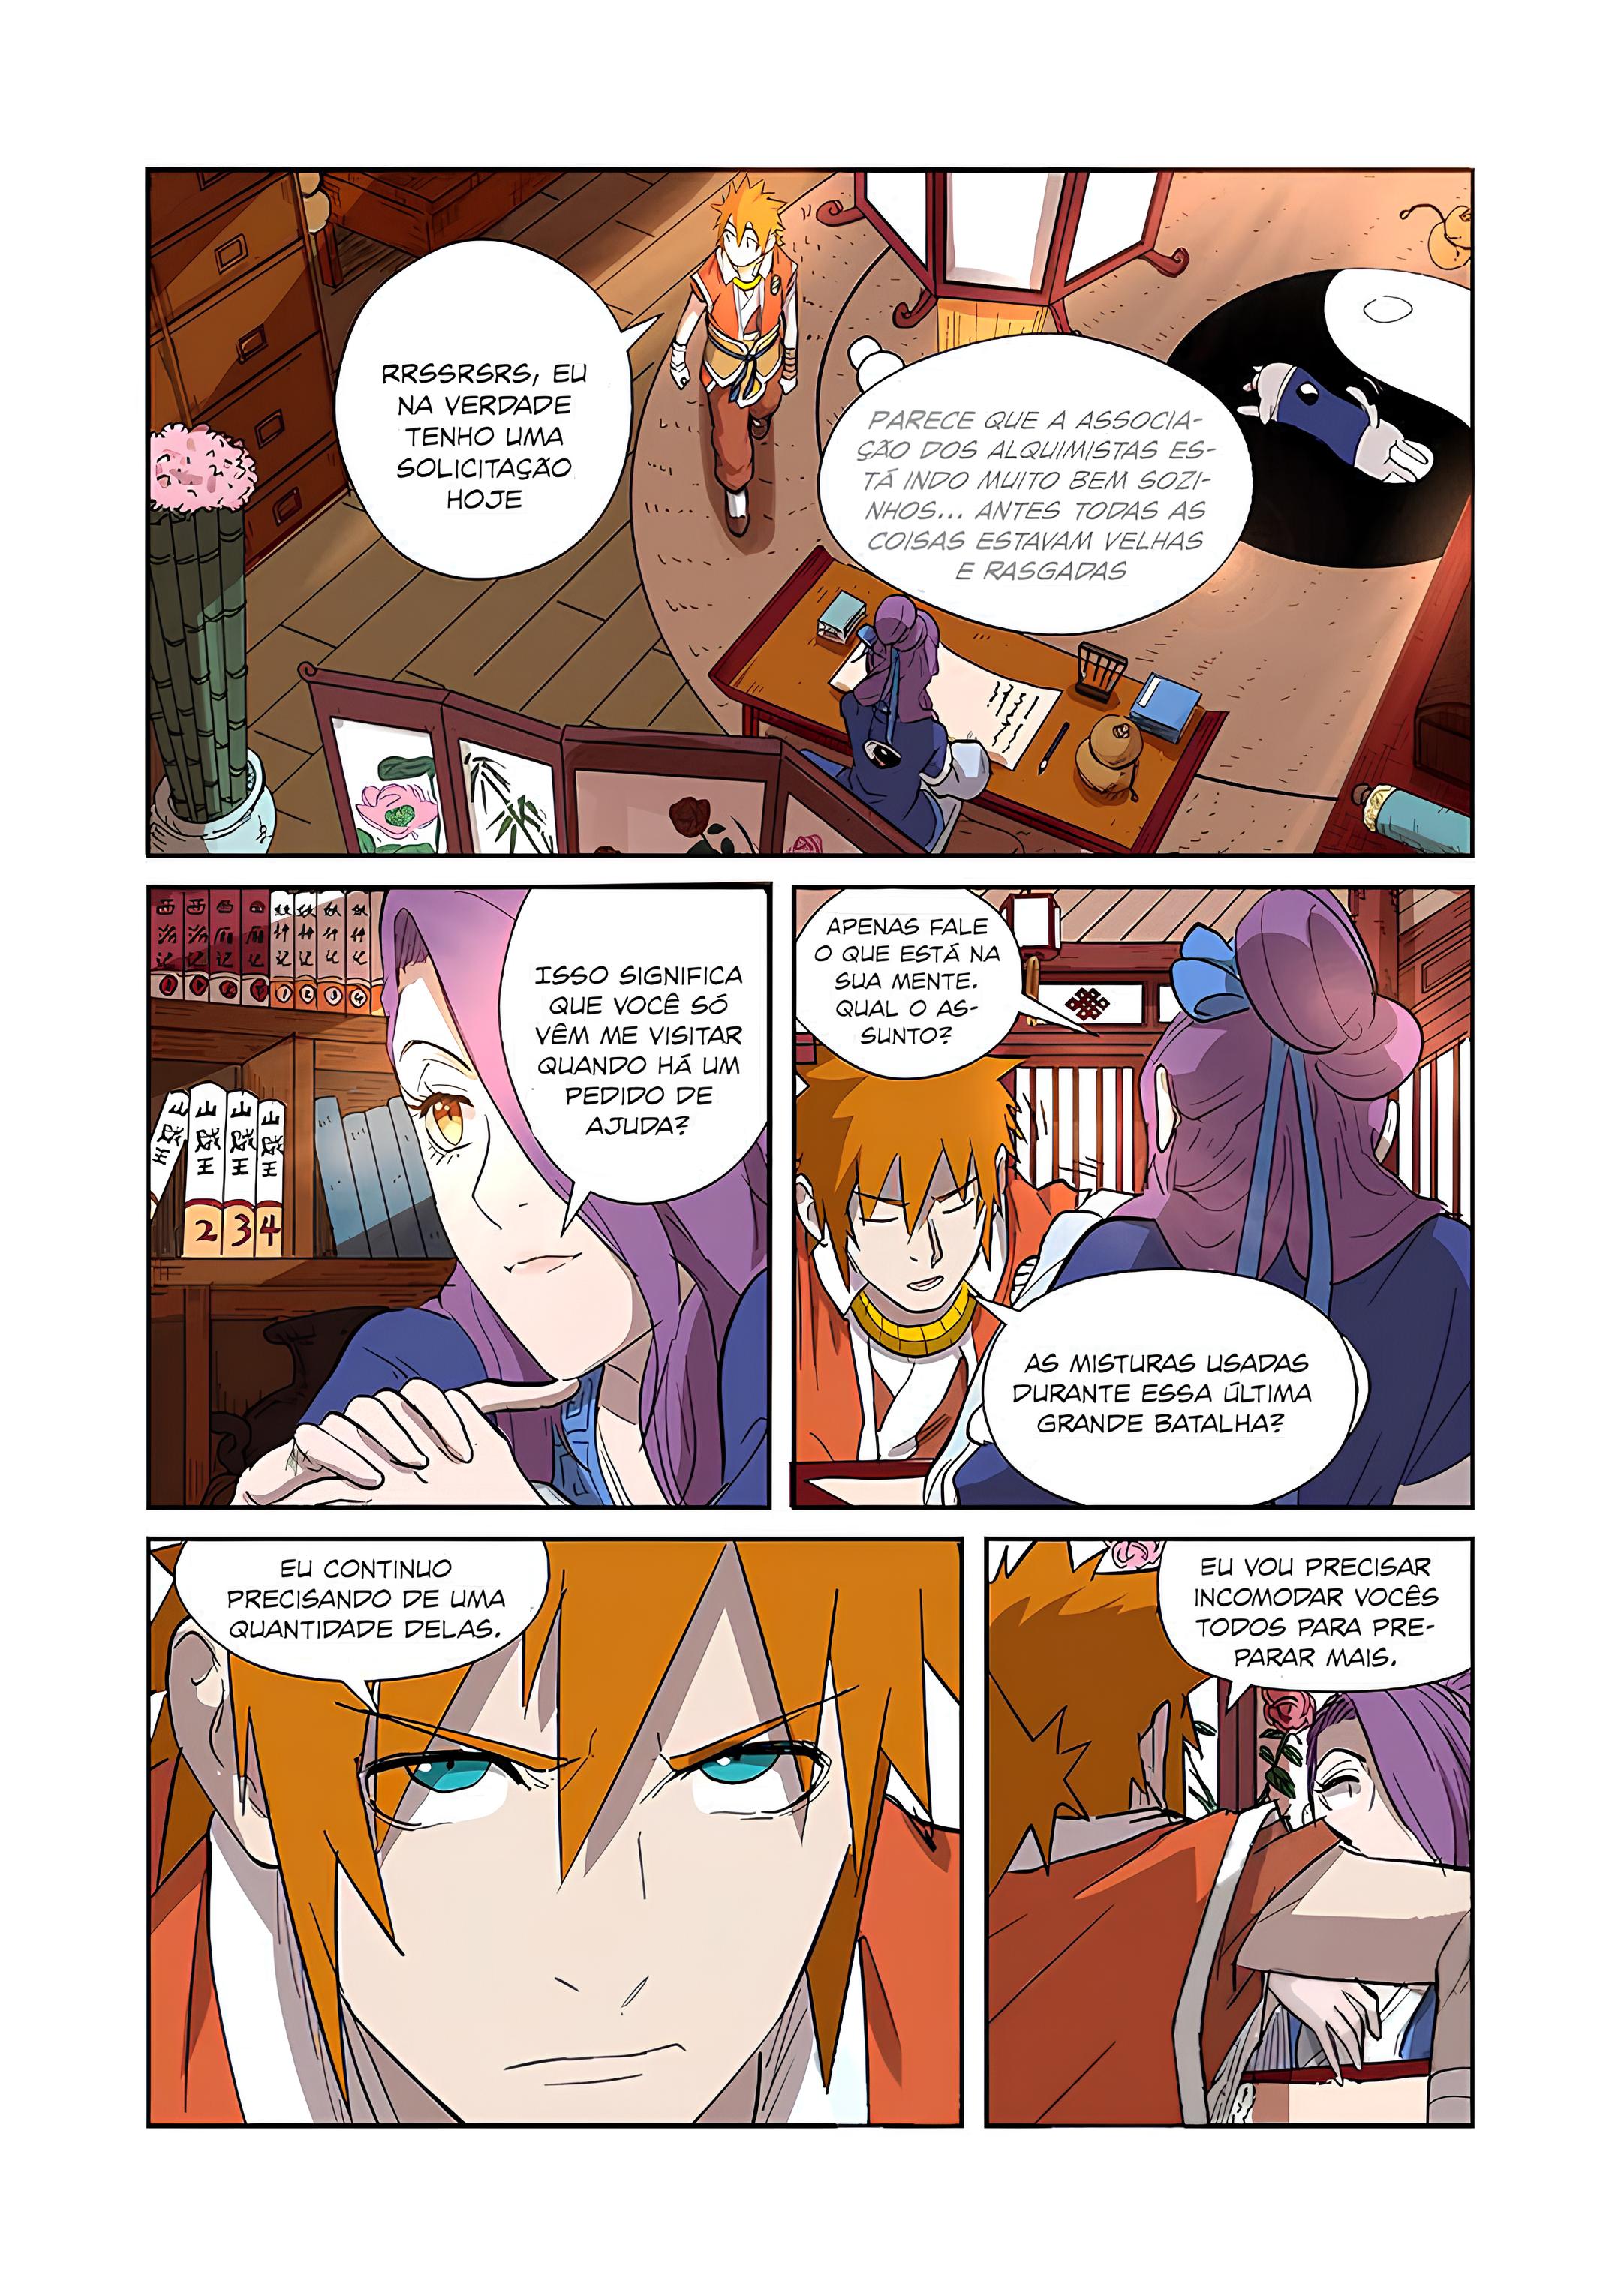 RRSSRSRS, EU
NA VERDADE
TENHO UMA
SOLICITAÇÃO
HOJE
PARECE QUE A ASSOCIA-
ÇÃO DOS ALQUIMISTAS ES-
TÁ INDO MUITO BEM SOZI-
NHOS... ANTES TODAS AS
COISAS ESTAVAM VELHAS
E RASGADAS
ISSO SIGNIFICA
QUE VOCÊ SÓ
VÊM ME VISITAR
QUANDO HÁ UM
PEDIDO DE
AJUDA?
2 3 4
APENAS FALE
O QUE ESTÁ NA
SUA MENTE.
QUAL O AS-
SUNTO?
AS MISTURAS USADAS
DURANTE ESSA ÚLTIMA
GRANDE BATALHA?
EU CONTINUO
PRECISANDO DE UMA
QUANTIDADE DELAS.
EU VOU PRECISAR
INCOMODAR VOCÊS
TODOS PARA PRE-
PARAR MAIS.